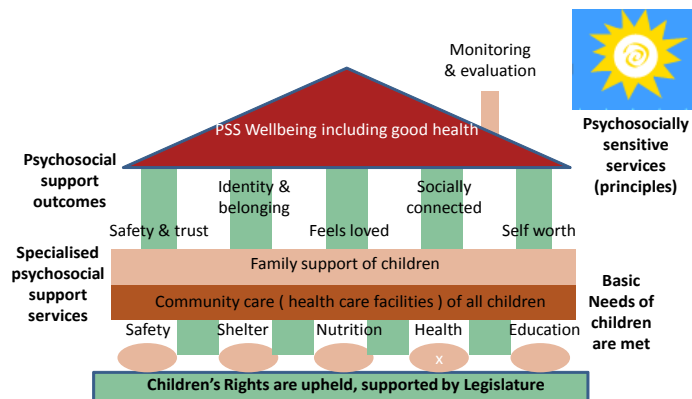 Monitoring
& evaluation
PSS Wellbeing including good health
Psychosocially
sensitive
services
(principles)
Psychosocial
support
outcomes
Identity &
belonging
Socially
connected
Safety & trust
Feels loved
Self worth
Specialised
psychosocial
support
services
Family support of children
Community care ( health care facilities ) of all children
Basic
Needs of
children
are met
Safety
Shelter
Nutrition
Health
Education
x
Children’s Rights are upheld, supported by Legislature